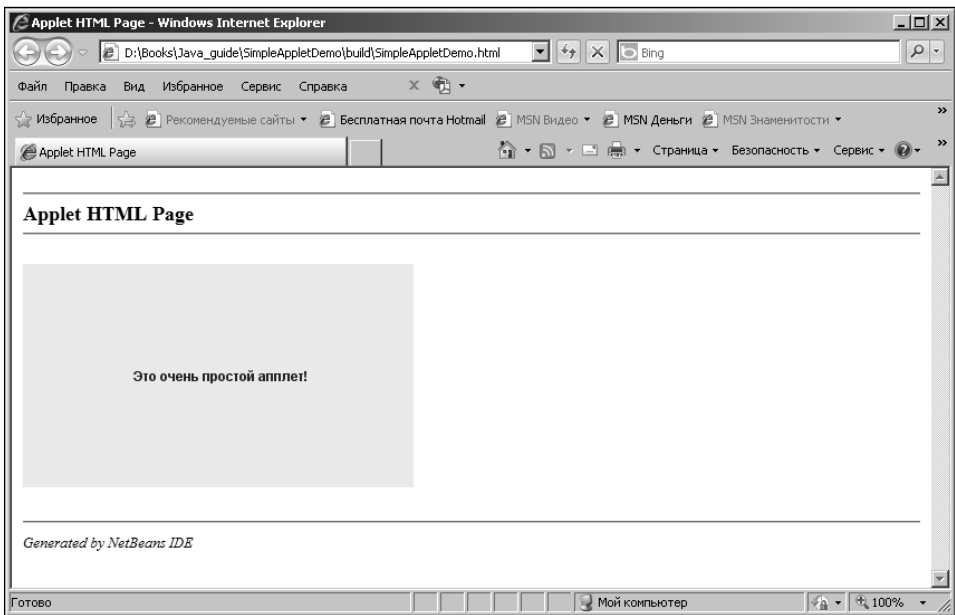 Applet HTML Page - Windows Internet Explorer
D:\Books\Java_guide\SimpleAppletDemo\build\SimpleAppletDemo.html
Bing
Файл Правка Вид Избранное Сервис Справка
Избранное Рекомендуемые сайты Бесплатная почта Hotmail MSN Видео MSN Деньги MSN Знаменитости
Applet HTML Page Страница Безопасность Сервис
Applet HTML Page
Это очень простой апплет!
Generated by NetBeans IDE
Готово Мой компьютер 100%